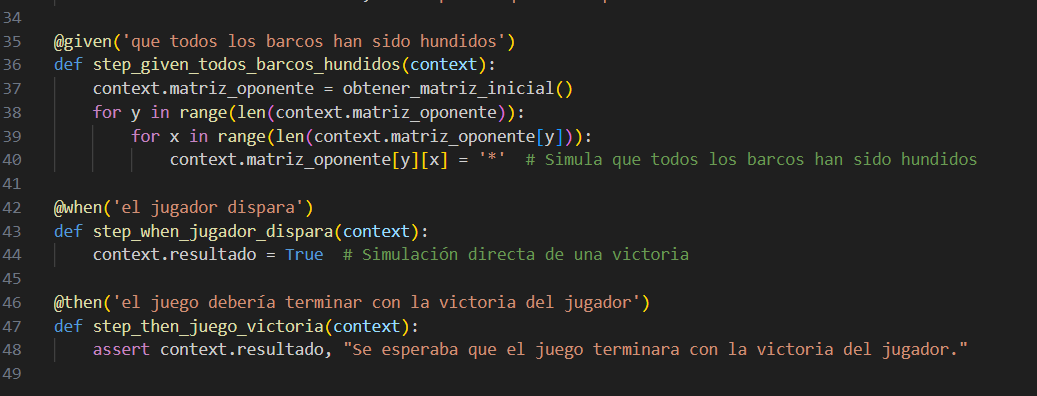 34
35 @given('que todos los barcos han sido hundidos')
36 def step_given_todos_barcos_hundidos(context):
37     context.matriz_oponente = obtener_matriz_inicial()
38     for y in range(len(context.matriz_oponente)):
39         for x in range(len(context.matriz_oponente[y])):
40             context.matriz_oponente[y][x] = '*'  # Simula que todos los barcos han sido hundidos
41
42 @when('el jugador dispara')
43 def step_when_jugador_dispara(context):
44     context.resultado = True  # Simulación directa de una victoria
45
46 @then('el juego debería terminar con la victoria del jugador')
47 def step_then_juego_victoria(context):
48     assert context.resultado, "Se esperaba que el juego terminara con la victoria del jugador."
49